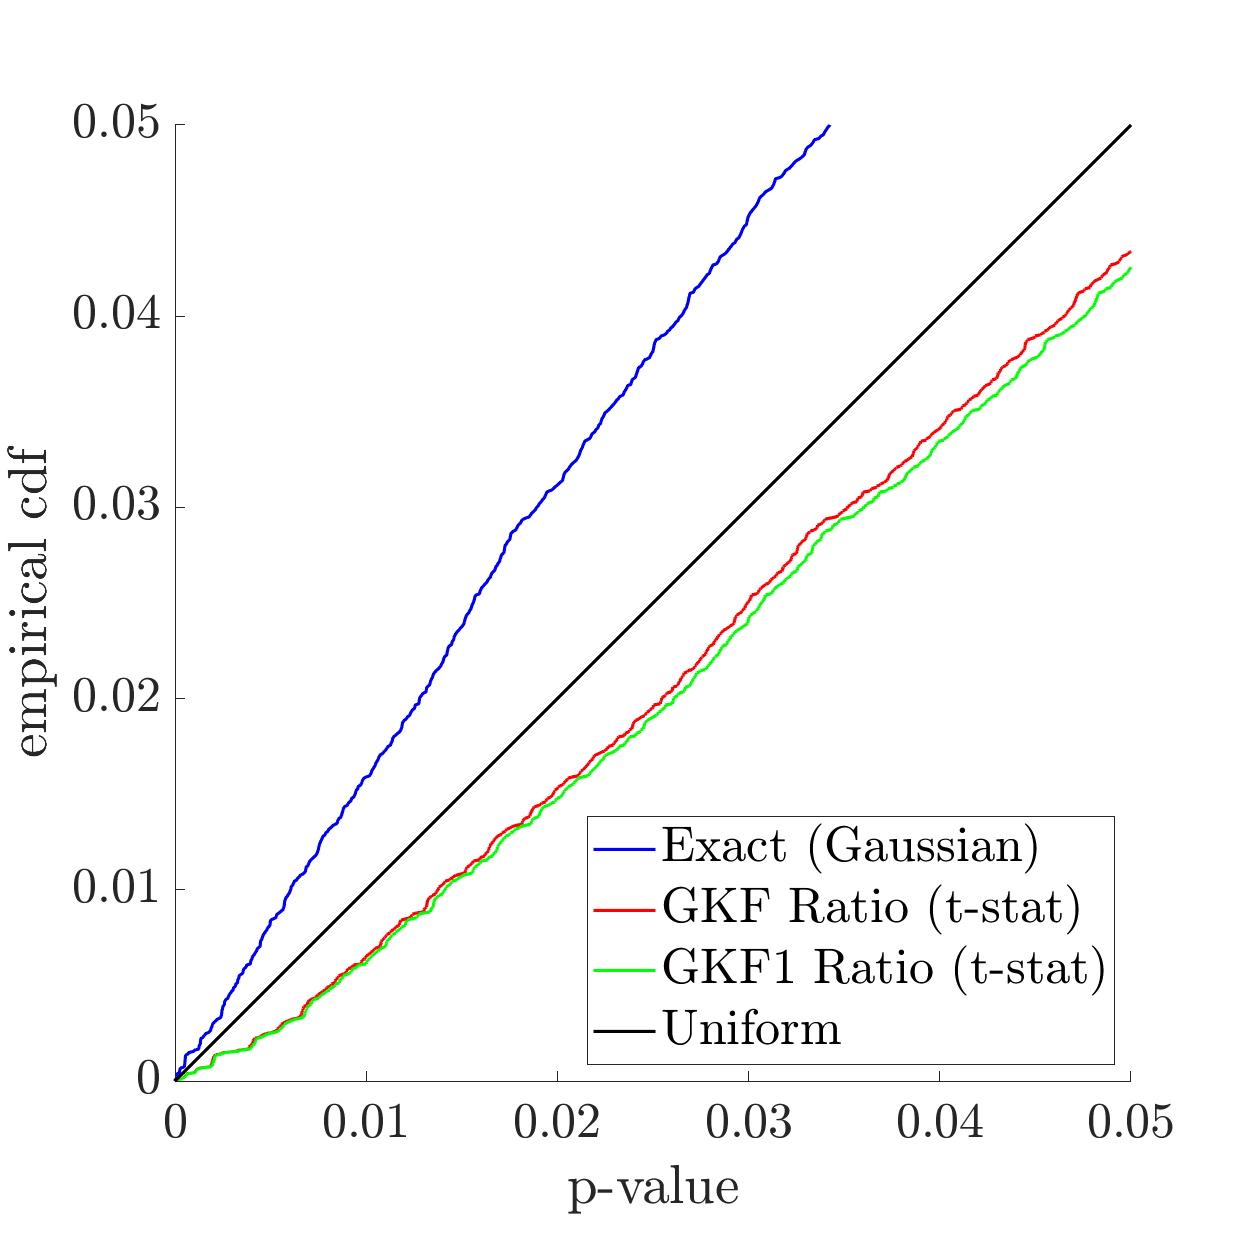 0.05
0.04
0.03
0.02
0.01
0
empirical cdf
Exact (Gaussian)
GKF Ratio (t-stat)
GKF1 Ratio (t-stat)
Uniform
0 0.01 0.02 0.03 0.04 0.05
p-value